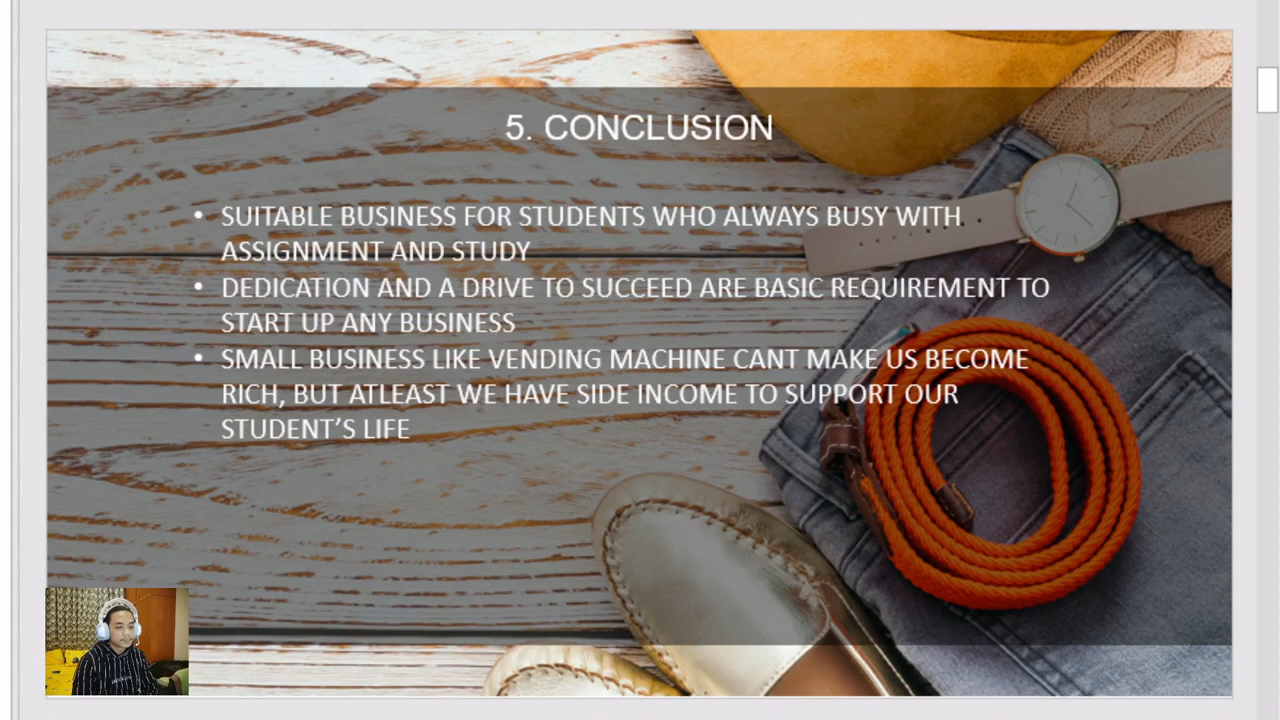 5. CONCLUSION
• SUITABLE BUSINESS FOR STUDENTS WHO ALWAYS BUSY WITH
ASSIGNMENT AND STUDY
• DEDICATION AND A DRIVE TO SUCCEED ARE BASIC REQUIREMENT TO
START UP ANY BUSINESS
• SMALL BUSINESS LIKE VENDING MACHINE CANT MAKE US BECOME
RICH, BUT ATLEAST WE HAVE SIDE INCOME TO SUPPORT OUR
STUDENT’S LIFE